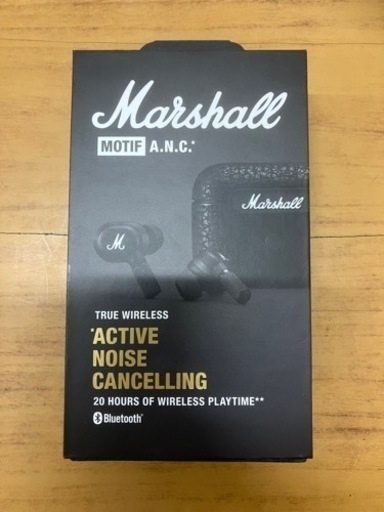 Marshall
MOTIF A.N.C.*
Marshall
M
TRUE WIRELESS
*ACTIVE
NOISE
CANCELLING
20 HOURS OF WIRELESS PLAYTIME**
Bluetooth®